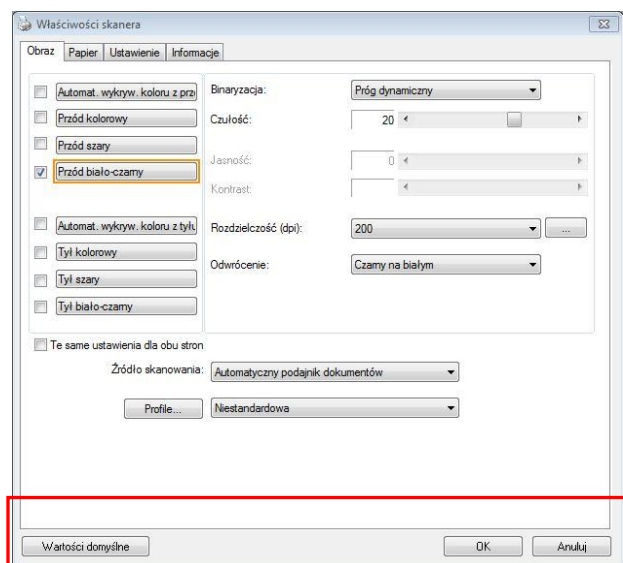 Właściwości skanera
Obraz Papier Ustawienie Informacje
Automat. wykryw. koloru z prz
Binaryzacja: Próg dynamiczny
Przód kolorowy
Czułość: 20
Przód szary
Jasność: 0
Przód biało-czarny
Kontrast:
Automat. wykryw. koloru z tyłu
Rozdzielczość (dpi): 200 ...
Tył kolorowy
Odwrócenie: Czarny na białym
Tył szary
Tył biało-czarny
Te same ustawienia dla obu stron
Źródło skanowania: Automatyczny podajnik dokumentów
Profile... Niestandardowa
Wartości domyślne OK Anuluj